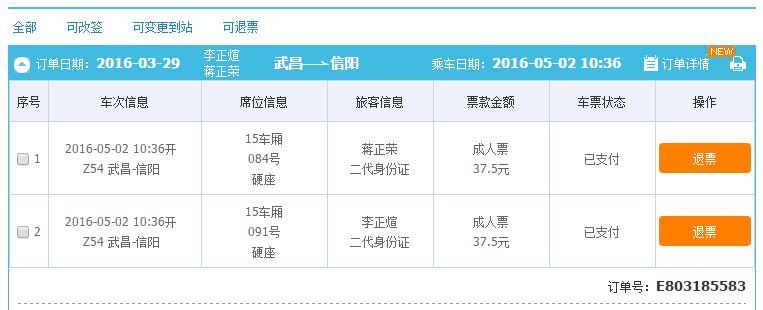 全部 可改签 可变更到站 可退票
订单日期：2016-03-29 李正煊 蒋正荣 武昌—信阳 乘车日期：2016-05-02 10:36 订单详情 NEW
序号 车次信息 席位信息 旅客信息 票款金额 车票状态 操作
1 2016-05-02 10:36开 15车厢 蒋正荣 成人票 已支付 退票
Z54 武昌-信阳 084号 二代身份证 37.5元
硬座
2 2016-05-02 10:36开 15车厢 李正煊 成人票 已支付 退票
Z54 武昌-信阳 091号 二代身份证 37.5元
硬座
订单号：E803185583